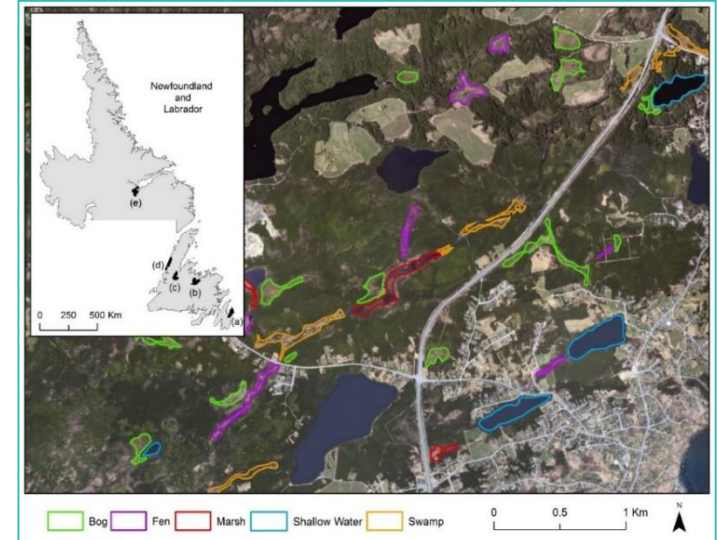 Newfoundland
and
Labrador
(e)
(d)
(c)
(b)
(a)
0 250 500 Km
Bog Fen Marsh Shallow Water Swamp
0 0.5 1 Km
N